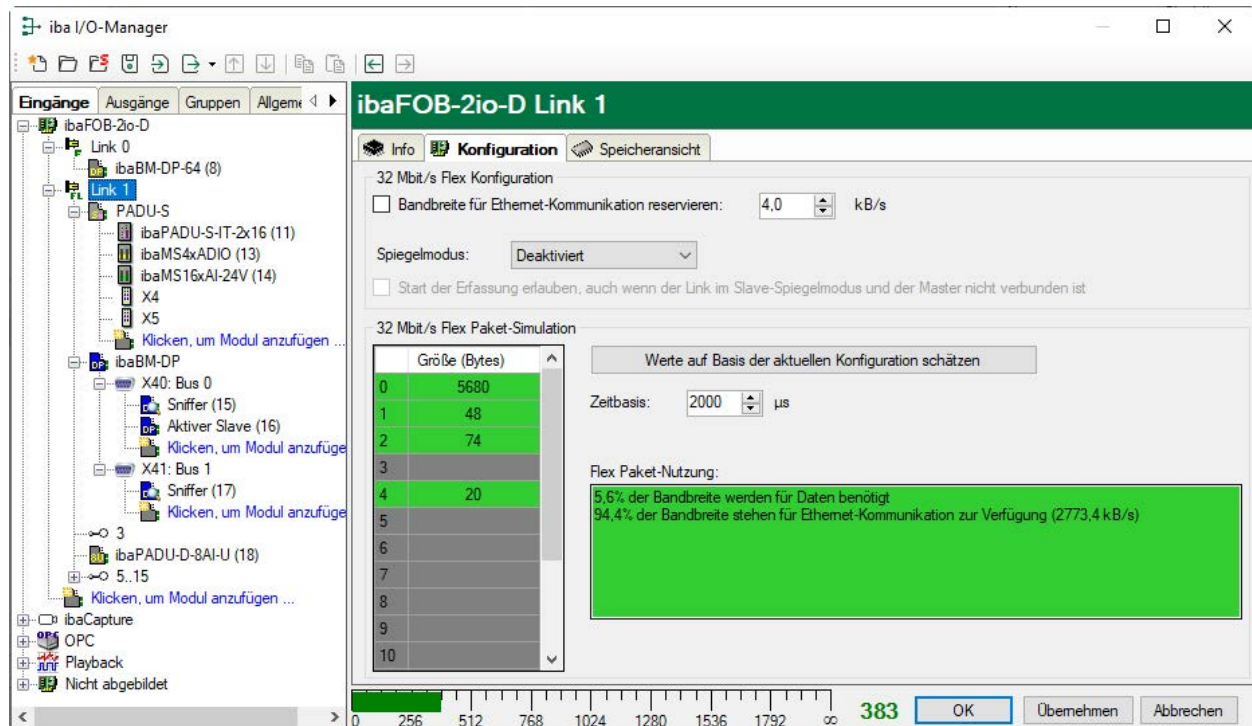 iba I/O-Manager
Eingänge Ausgänge Gruppen Allgeme
ibaFOB-2io-D
Link 0
ibaBM-DP-64 (8)
Link 1
PADU-S
ibaPADU-S-IT-2x16 (11)
ibaMS4xADIO (13)
ibaMS16xAI-24V (14)
X4
X5
Klicken, um Modul anzufügen ...
ibaBM-DP
X40: Bus 0
Sniffer (15)
Aktiver Slave (16)
Klicken, um Modul anzufüge
X41: Bus 1
Sniffer (17)
Klicken, um Modul anzufüge
3
ibaPADU-D-8AI-U (18)
5..15
Klicken, um Modul anzufügen ...
ibaCapture
OPC
Playback
Nicht abgebildet
ibaFOB-2io-D Link 1
Info Konfiguration Speicheransicht
32 Mbit/s Flex Konfiguration
Bandbreite für Ethernet-Kommunikation reservieren: 4,0 kB/s
Spiegelmodus: Deaktiviert
Start der Erfassung erlauben, auch wenn der Link im Slave-Spiegelmodus und der Master nicht verbunden ist
32 Mbit/s Flex Paket-Simulation
Größe (Bytes)
0 5680
1 48
2 74
3
4 20
5
6
7
8
9
10
Werte auf Basis der aktuellen Konfiguration schätzen
Zeitbasis: 2000 µs
Flex Paket-Nutzung:
5,6% der Bandbreite werden für Daten benötigt
94,4% der Bandbreite stehen für Ethernet-Kommunikation zur Verfügung (2773,4 kB/s)
0 256 512 768 1024 1280 1536 1792 ∞
383
OK Übernehmen Abbrechen